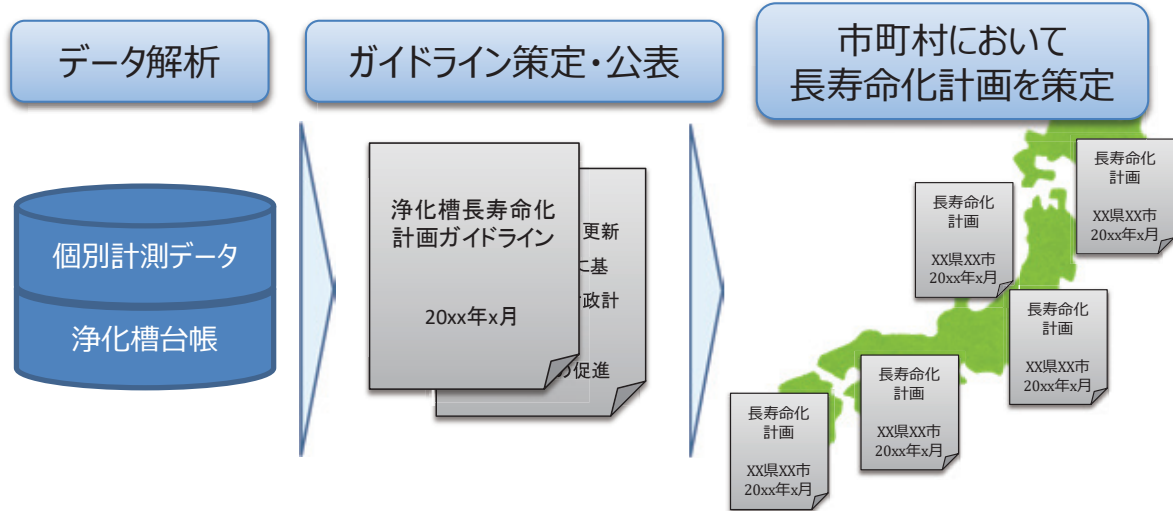 データ解析
ガイドライン策定・公表
市町村において
長寿命化計画を策定
個別計測データ
浄化槽台帳
浄化槽長寿命化
計画ガイドライン
20xx年x月
更新
に基
政計
の促進
長寿命化
計画
XX県XX市
20xx年x月
長寿命化
計画
XX県XX市
20xx年x月
長寿命化
計画
XX県XX市
20xx年x月
長寿命化
計画
XX県XX市
20xx年x月
長寿命化
計画
XX県XX市
20xx年x月